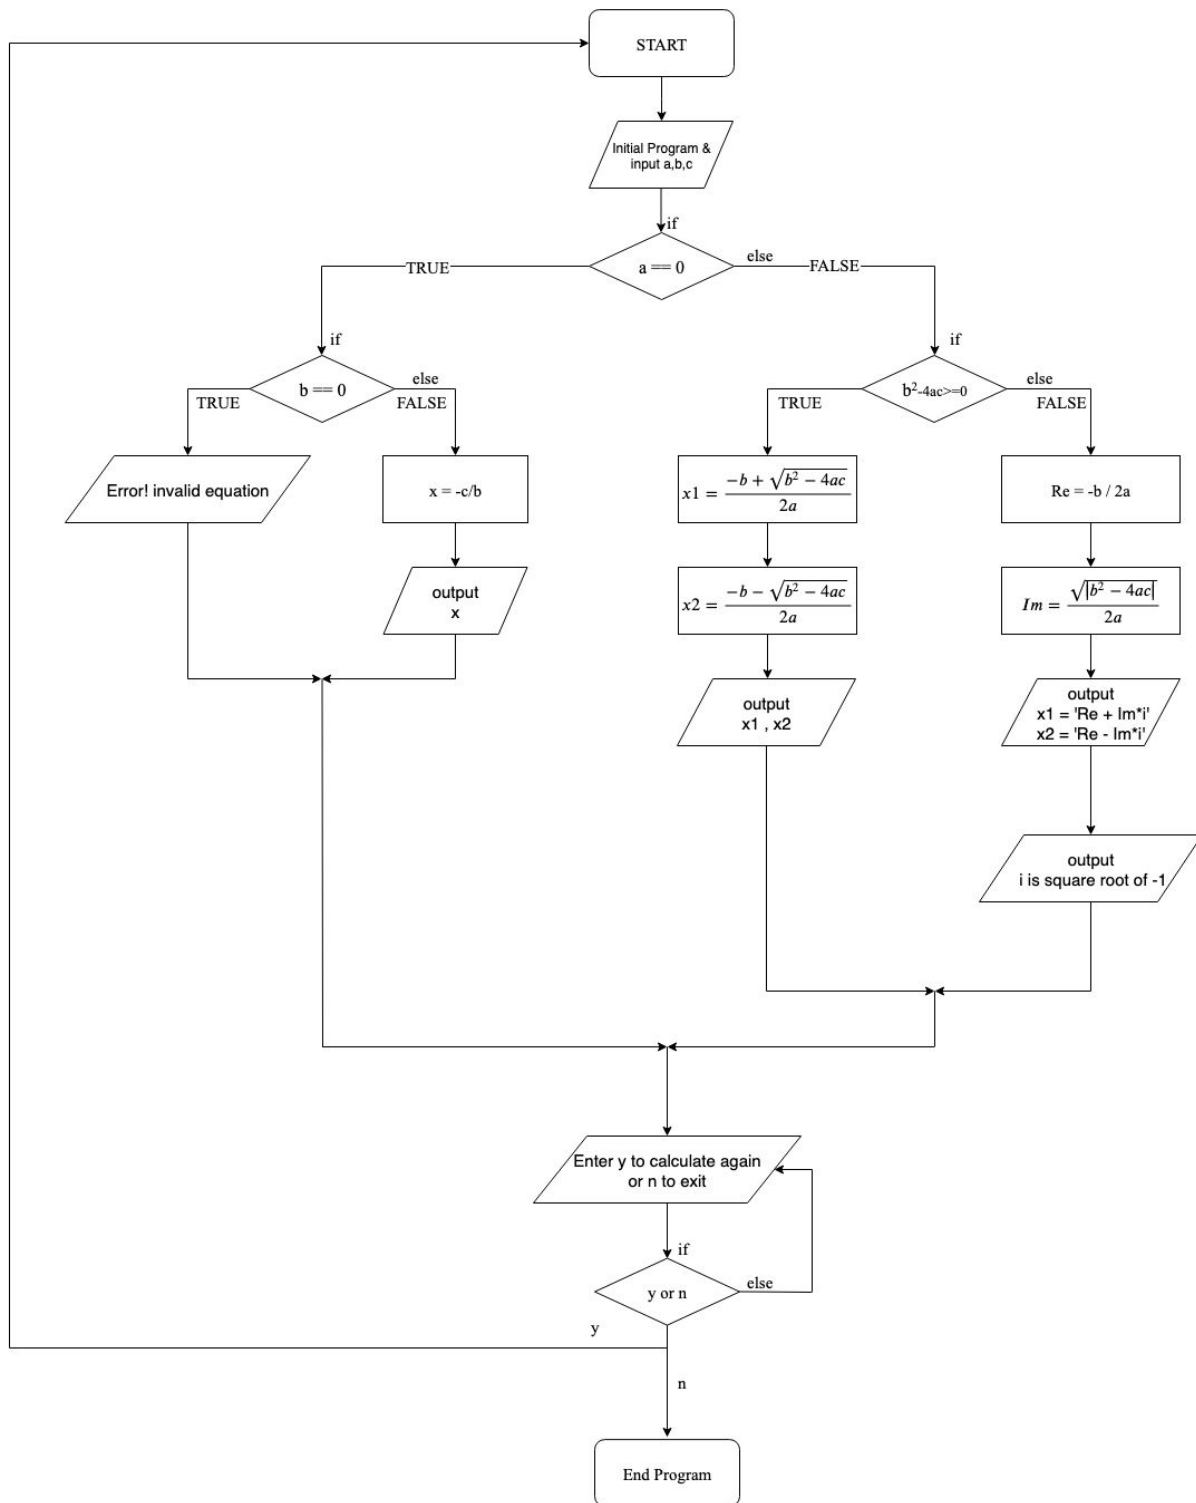 START
Initial Program &
input a,b,c
if
a == 0
TRUE
else
FALSE
if
b == 0
TRUE
else
FALSE
Error! invalid equation
x = -c/b
output
x
if
b²-4ac>=0
TRUE
else
FALSE
x1 = (-b + √(b² − 4ac)) / 2a
x2 = (-b − √(b² − 4ac)) / 2a
output
x1 , x2
Re = -b / 2a
Im = √|b² − 4ac| / 2a
output
x1 = 'Re + Im*i'
x2 = 'Re - Im*i'
output
i is square root of -1
Enter y to calculate again
or n to exit
if
y or n
else
y
n
End Program